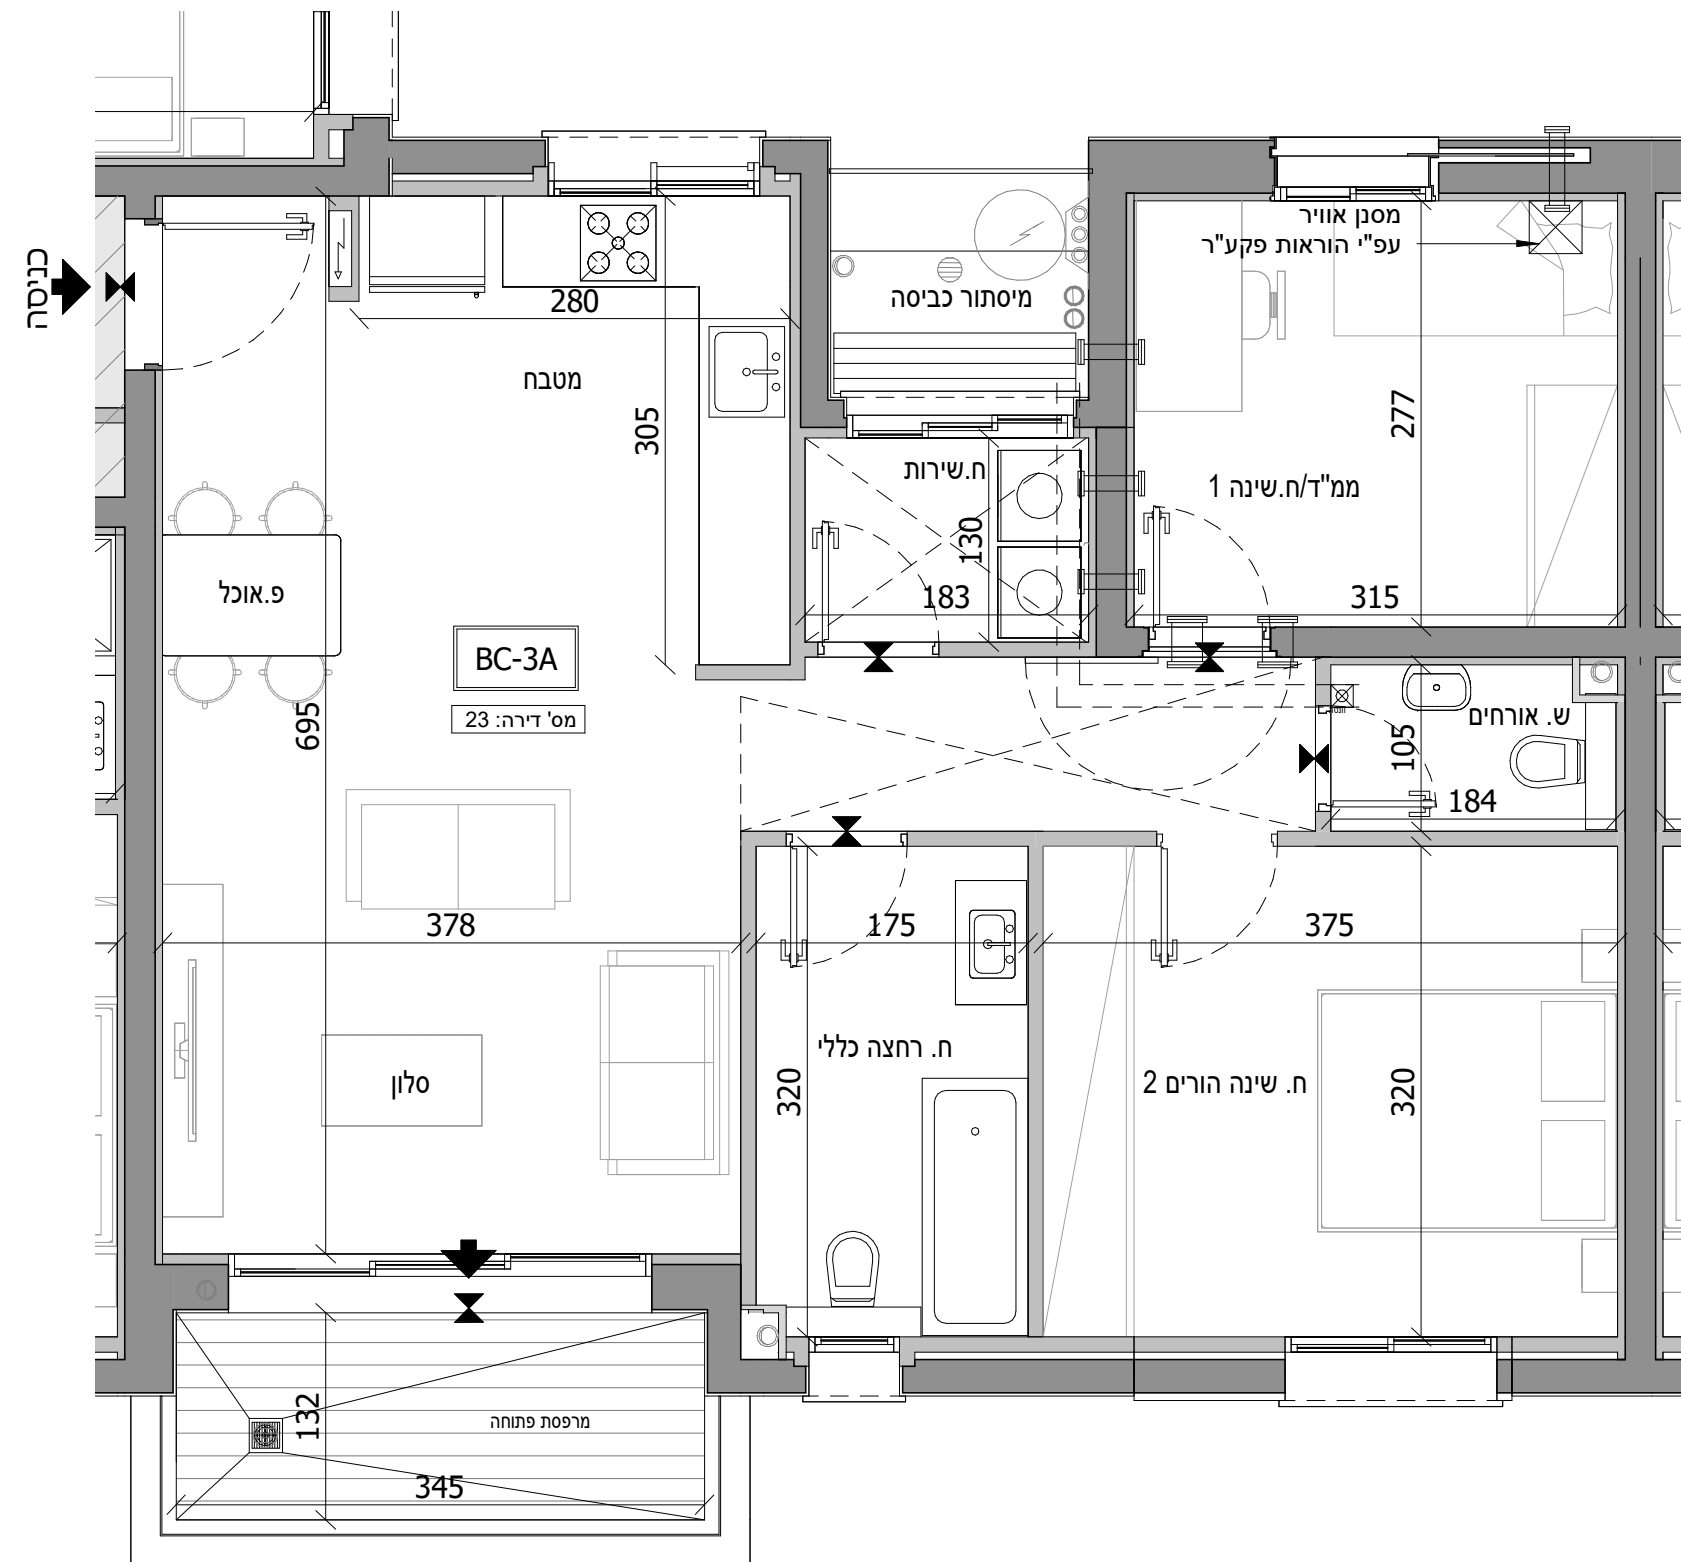 מסנן אוויר
עפ"י הוראות פקע"ר
כניסה
280
מיסתור כביסה
מטבח
305
277
ח.שירות
ממ"ד/ח.שינה 1
130
183
315
פ.אוכל
BC-3A
מס' דירה: 23
695
ש. אורחים
105
184
378
175
375
ח. רחצה כללי
320
סלון
ח. שינה הורים 2
320
132
מרפסת פתוחה
345